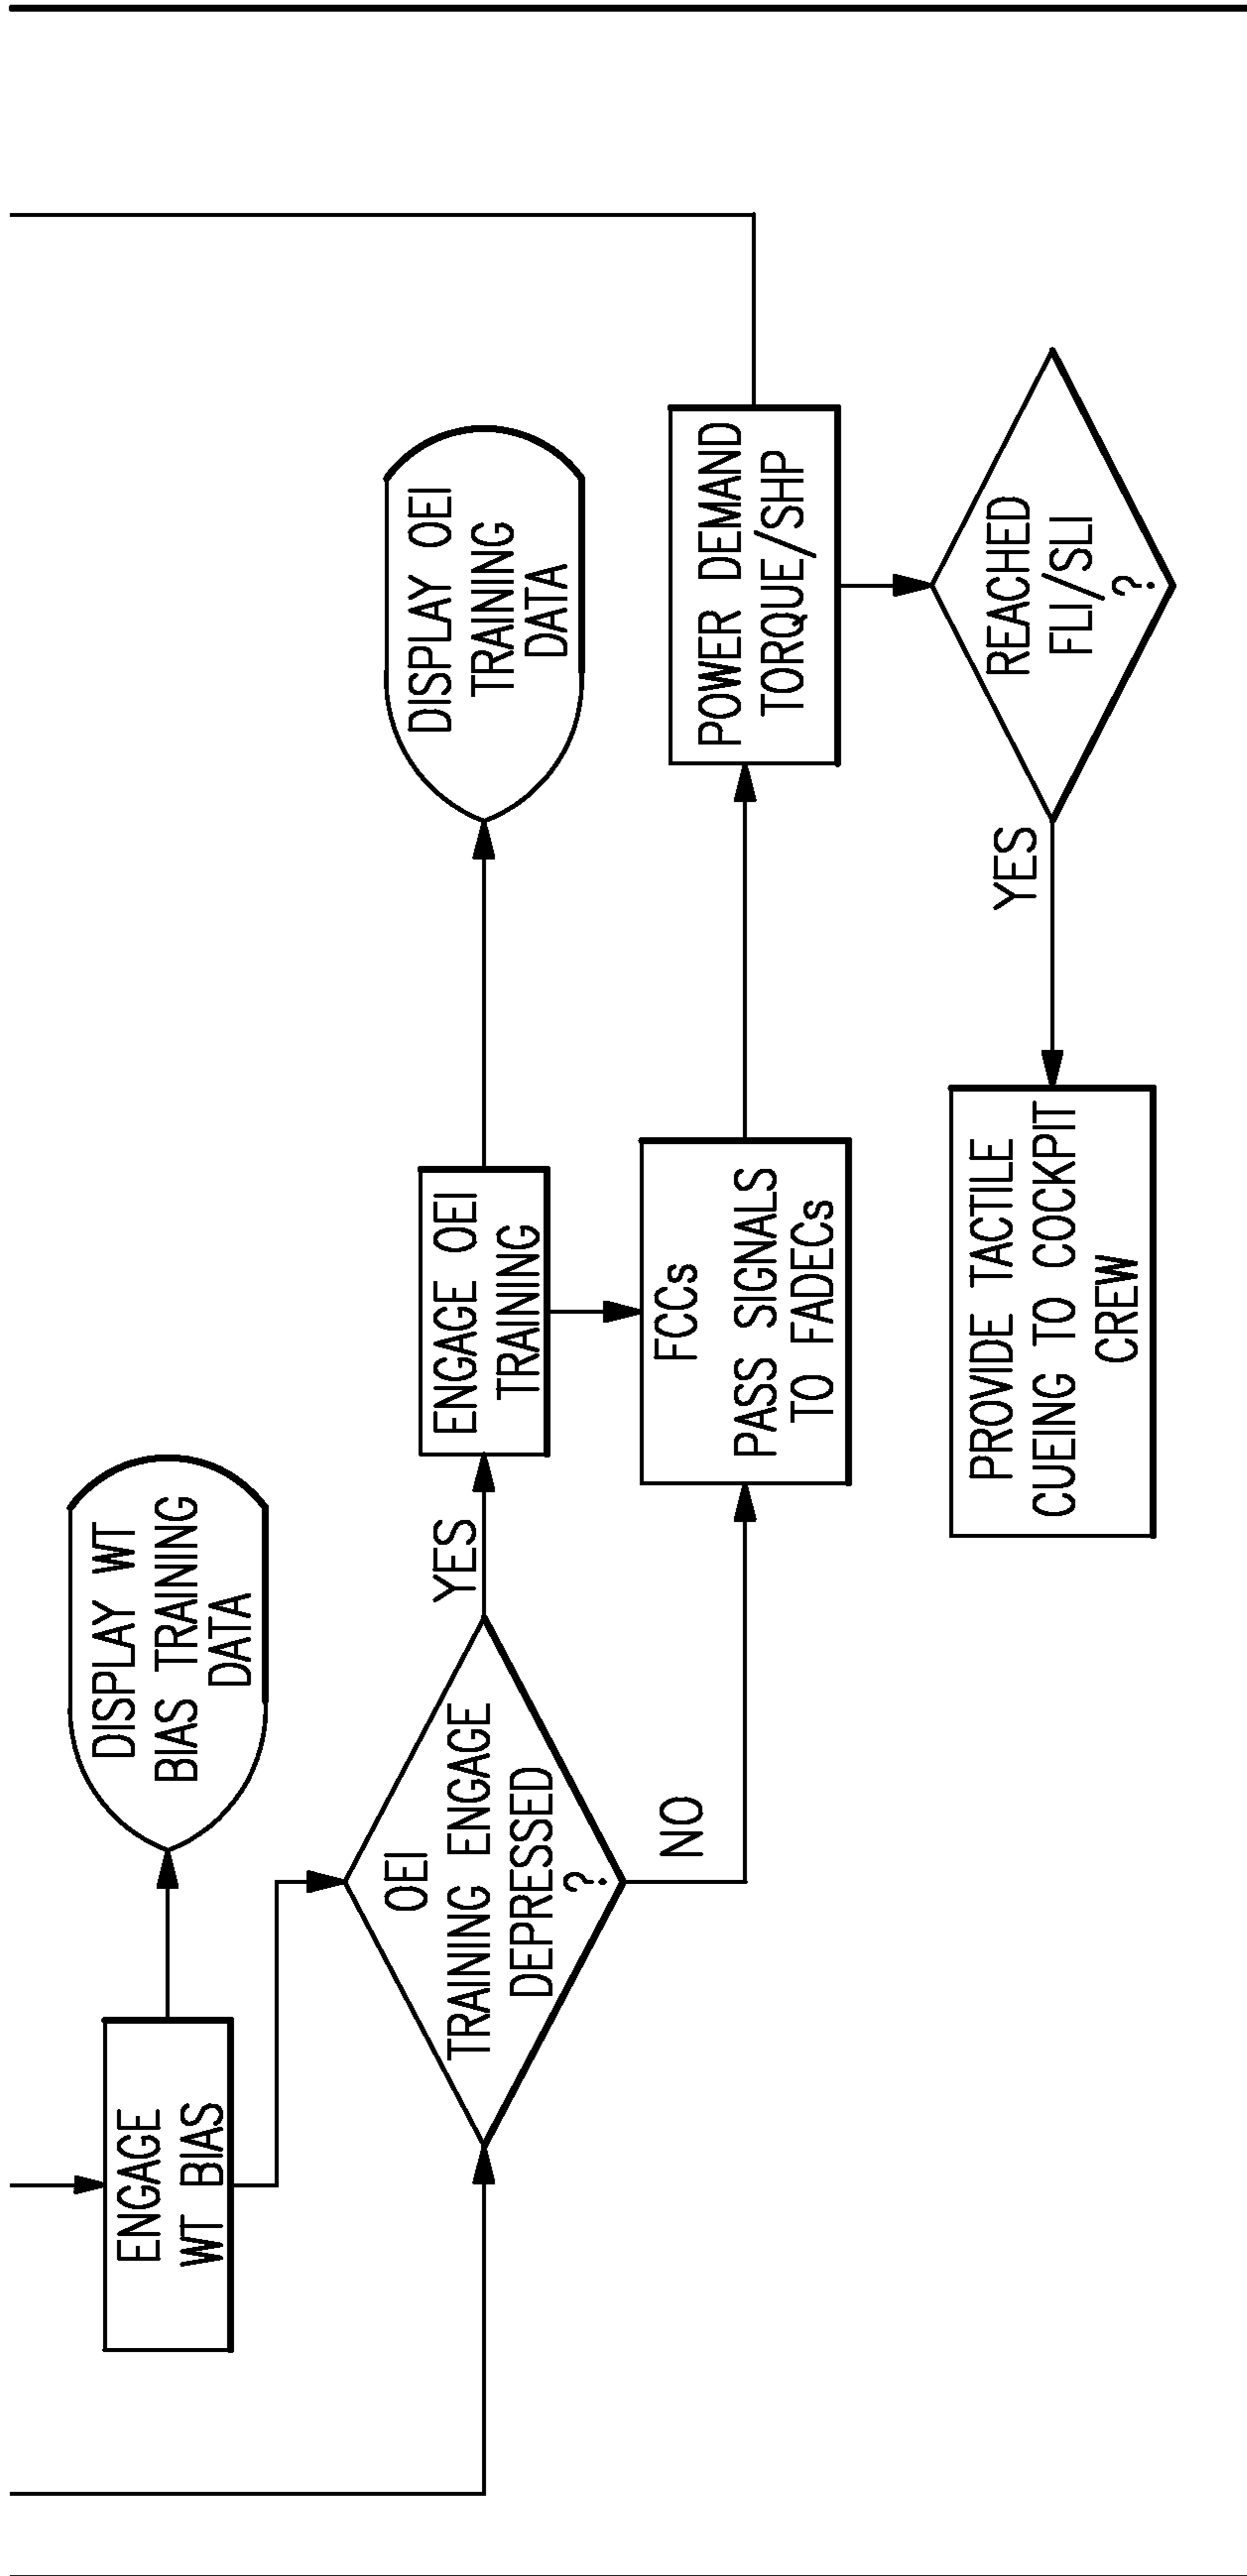 ENGAGE
WT BIAS
DISPLAY WT
BIAS TRAINING
DATA
OEI
TRAINING ENGAGE
DEPRESSED
?
YES
NO
ENGAGE OEI
TRAINING
DISPLAY OEI
TRAINING
DATA
FCCs
PASS SIGNALS
TO FADECs
POWER DEMAND
TORQUE/SHP
REACHED
FLI/SLI
?
YES
PROVIDE TACTILE
CUEING TO COCKPIT
CREW